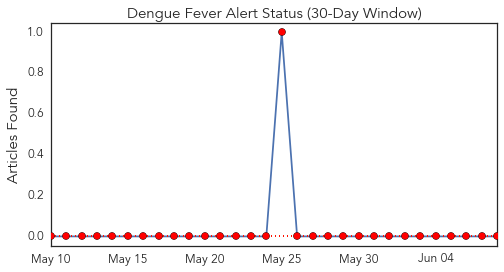 Dengue Fever Alert Status (30-Day Window)
Articles Found
1.0
0.8
0.6
0.4
0.2
0.0
May 10 May 15 May 20 May 25 May 30 Jun 04